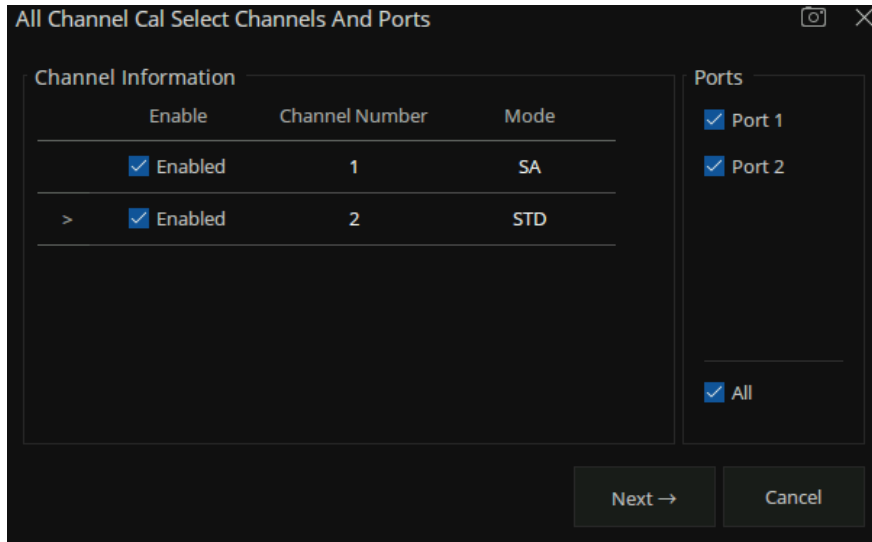 All Channel Cal Select Channels And Ports
Channel Information
Enable Channel Number Mode
Enabled 1 SA
> Enabled 2 STD
Ports
Port 1
Port 2
All
Next →
Cancel